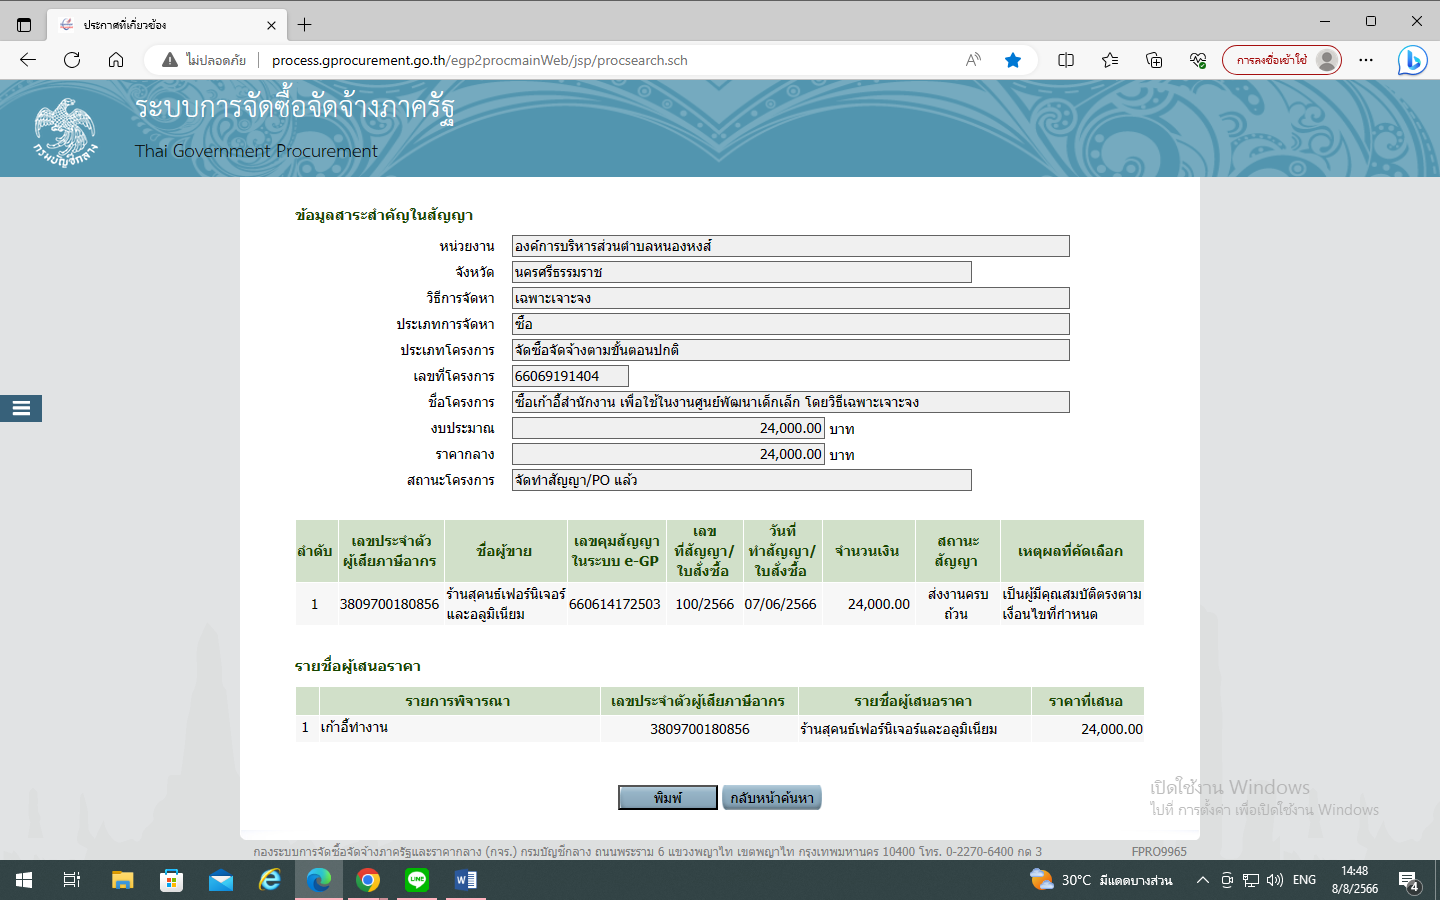 ประกาศที่เกี่ยวข้อง
ไม่ปลอดภัย process.gprocurement.go.th/egp2procmainWeb/jsp/procsearch.sch การลงชื่อเข้าใช้
ระบบการจัดซื้อจัดจ้างภาครัฐ
Thai Government Procurement
กรมบัญชีกลาง
ข้อมูลสาระสำคัญในสัญญา
หน่วยงาน องค์การบริหารส่วนตำบลหนองหงส์
จังหวัด นครศรีธรรมราช
วิธีการจัดหา เฉพาะเจาะจง
ประเภทการจัดหา ซื้อ
ประเภทโครงการ จัดซื้อจัดจ้างตามขั้นตอนปกติ
เลขที่โครงการ 66069191404
ชื่อโครงการ ซื้อเก้าอี้สำนักงาน เพื่อใช้ในงานศูนย์พัฒนาเด็กเล็ก โดยวิธีเฉพาะเจาะจง
งบประมาณ 24,000.00 บาท
ราคากลาง 24,000.00 บาท
สถานะโครงการ จัดทำสัญญา/PO แล้ว
ลำดับ เลขประจำตัวผู้เสียภาษีอากร ชื่อผู้ขาย เลขคุมสัญญาในระบบ e-GP เลขที่สัญญา/ใบสั่งซื้อ วันที่ทำสัญญา/ใบสั่งซื้อ จำนวนเงิน สถานะสัญญา เหตุผลที่คัดเลือก
1 3809700180856 ร้านสุคนธ์เฟอร์นิเจอร์และอลูมิเนียม 660614172503 100/2566 07/06/2566 24,000.00 ส่งงานครบถ้วน เป็นผู้มีคุณสมบัติตรงตามเงื่อนไขที่กำหนด
รายชื่อผู้เสนอราคา
รายการพิจารณา เลขประจำตัวผู้เสียภาษีอากร รายชื่อผู้เสนอราคา ราคาที่เสนอ
1 เก้าอี้ทำงาน 3809700180856 ร้านสุคนธ์เฟอร์นิเจอร์และอลูมิเนียม 24,000.00
พิมพ์ กลับหน้าค้นหา
เปิดใช้งาน Windows
ไปที่ การตั้งค่า เพื่อเปิดใช้งาน Windows
กองระบบการจัดซื้อจัดจ้างภาครัฐและราคากลาง (กจร.) กรมบัญชีกลาง ถนนพระราม 6 แขวงพญาไท เขตพญาไท กรุงเทพมหานคร 10400 โทร. 0-2270-6400 กด 3 FPRO9965
30°C มีแดดบางส่วน ENG 14:48
8/8/2566
4